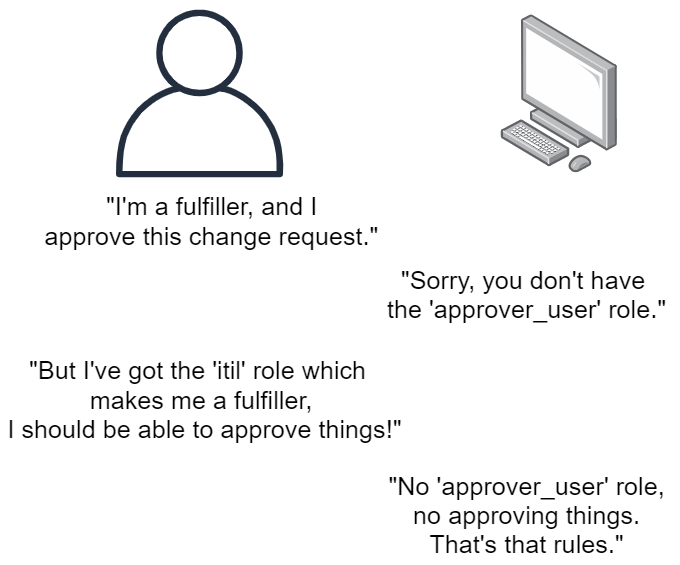 "I'm a fulfiller, and I
approve this change request."
"Sorry, you don't have
the 'approver_user' role."
"But I've got the 'itil' role which
makes me a fulfiller,
I should be able to approve things!"
"No 'approver_user' role,
no approving things.
That's that rules."